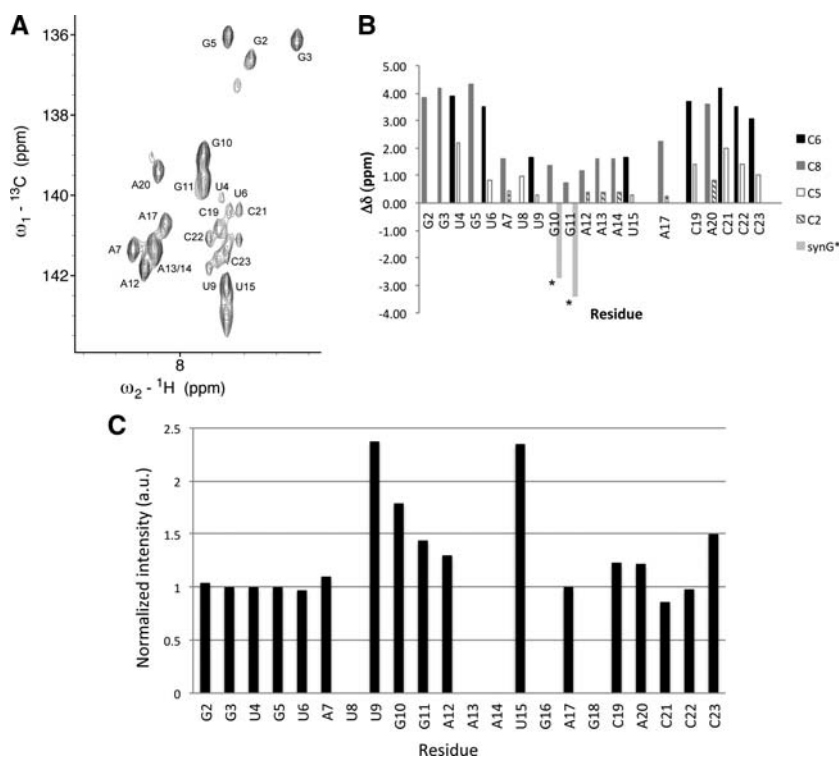 A
136
G5
G2
G3
138
G10
A20
G11
U4
U6
140
A17
C19
C21
A7
C22
C23
142
A12
A13/14
U9
U15
8
ω1 - 13C (ppm)
ω2 - 1H (ppm)
B
5.00
4.00
3.00
2.00
1.00
0.00
-1.00
-2.00
-3.00
-4.00
Δδ (ppm)
G2
G3
U4
G5
U6
A7
U8
U9
G10
G11
A12
A13
A14
U15
A17
C19
A20
C21
C22
C23
*
*
Residue
C6
C8
C5
C2
synG*
C
2.5
2
1.5
1
0.5
0
Normalized intensity (a.u.)
G2
G3
U4
G5
U6
A7
U8
U9
G10
G11
A12
A13
A14
U15
G16
A17
G18
C19
A20
C21
C22
C23
Residue